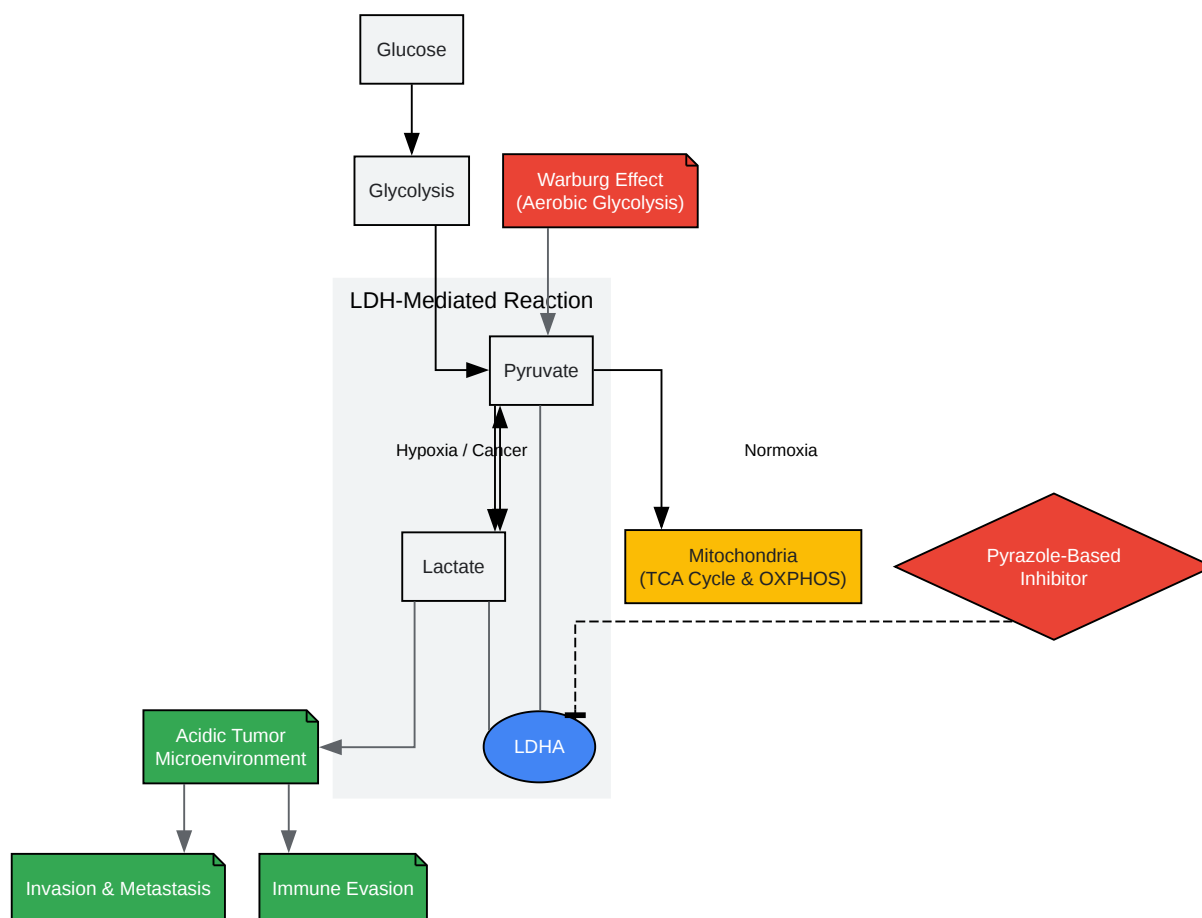 Glucose
Glycolysis
Warburg Effect
(Aerobic Glycolysis)
LDH-Mediated Reaction
Pyruvate
Hypoxia / Cancer
Normoxia
Lactate
Mitochondria
(TCA Cycle & OXPHOS)
Pyrazole-Based
Inhibitor
Acidic Tumor
Microenvironment
LDHA
Invasion & Metastasis
Immune Evasion